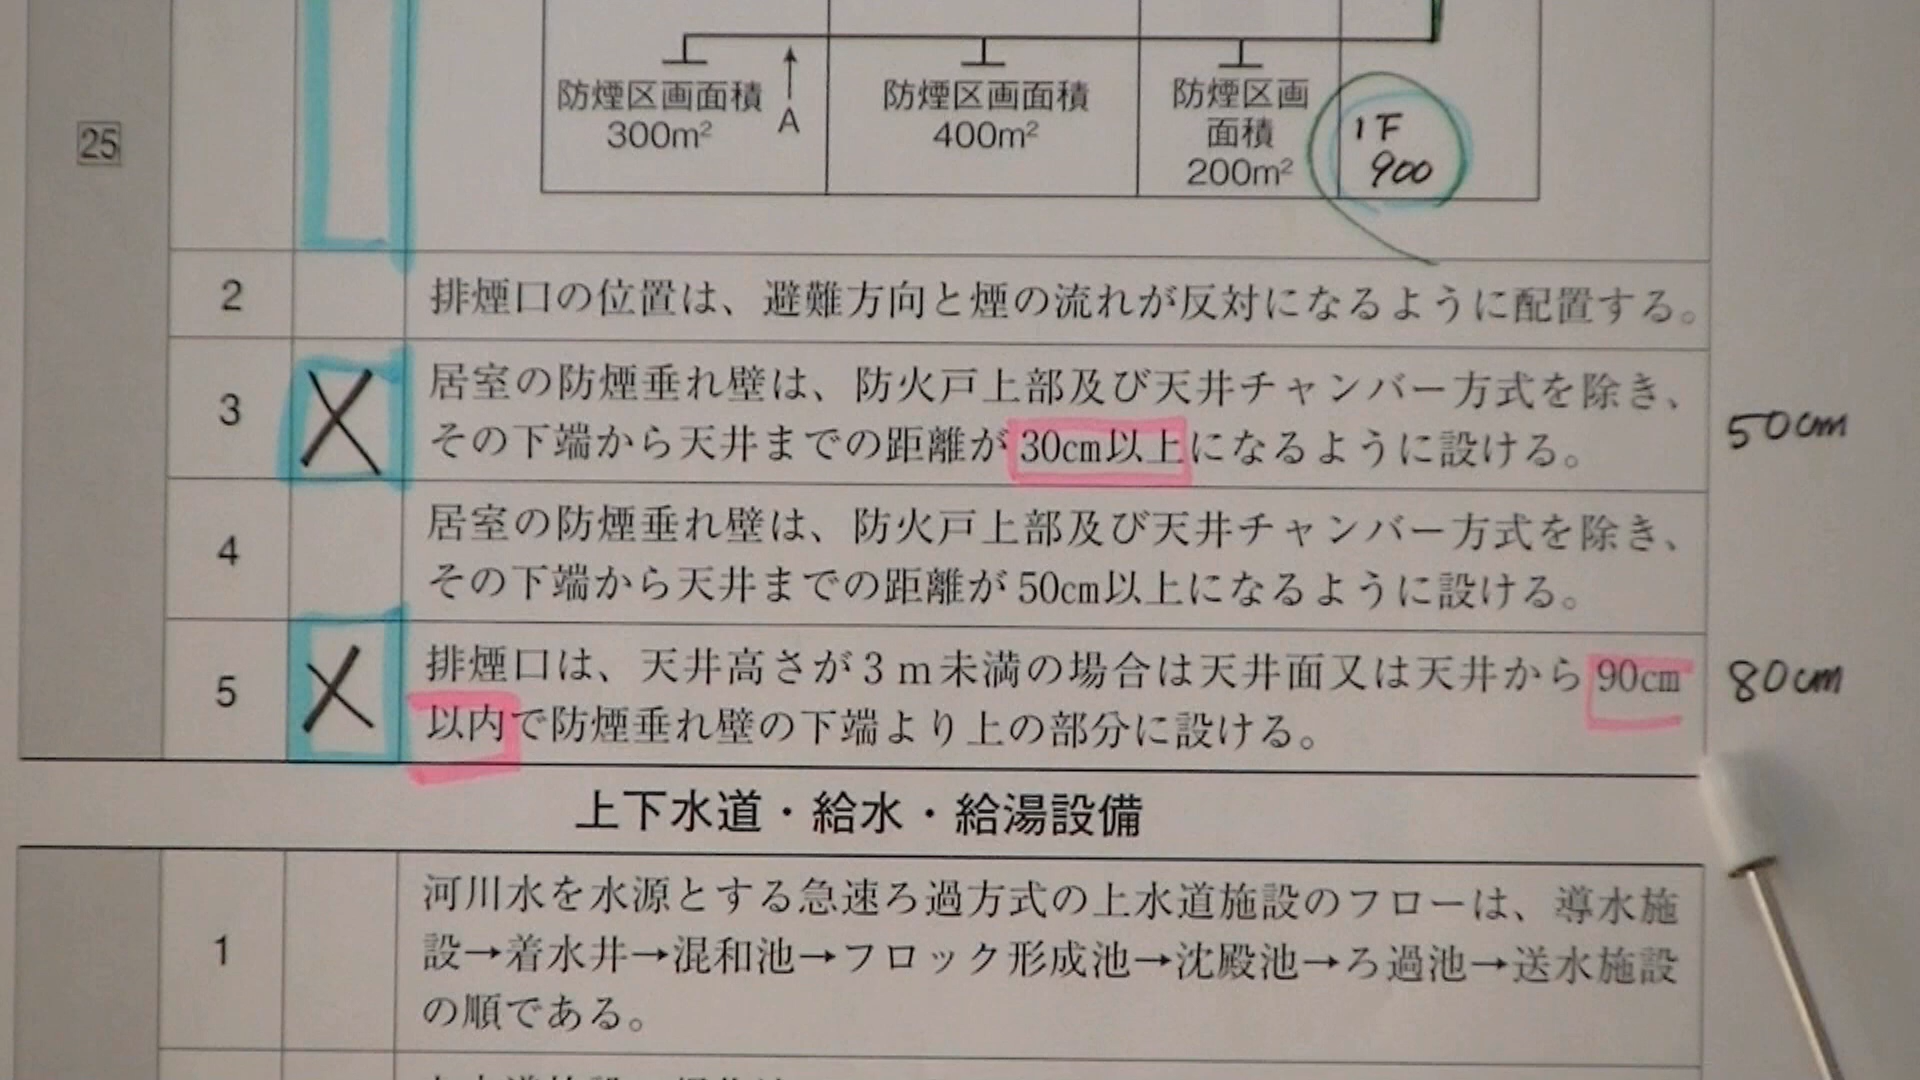 防煙区画面積
300m²
A
防煙区画面積
400m²
防煙区画
面積
200m²
1F
900
25
2
排煙口の位置は、避難方向と煙の流れが反対になるように配置する。
3
居室の防煙垂れ壁は、防火戸上部及び天井チャンバー方式を除き、
その下端から天井までの距離が30cm以上になるように設ける。
50cm
4
居室の防煙垂れ壁は、防火戸上部及び天井チャンバー方式を除き、
その下端から天井までの距離が50cm以上になるように設ける。
5
排煙口は、天井高さが3m未満の場合は天井面又は天井から90cm
以内で防煙垂れ壁の下端より上の部分に設ける。
80cm
上下水道・給水・給湯設備
1
河川水を水源とする急速ろ過方式の上水道施設のフローは、導水施
設→着水井→混和池→フロック形成池→沈殿池→ろ過池→送水施設
の順である。